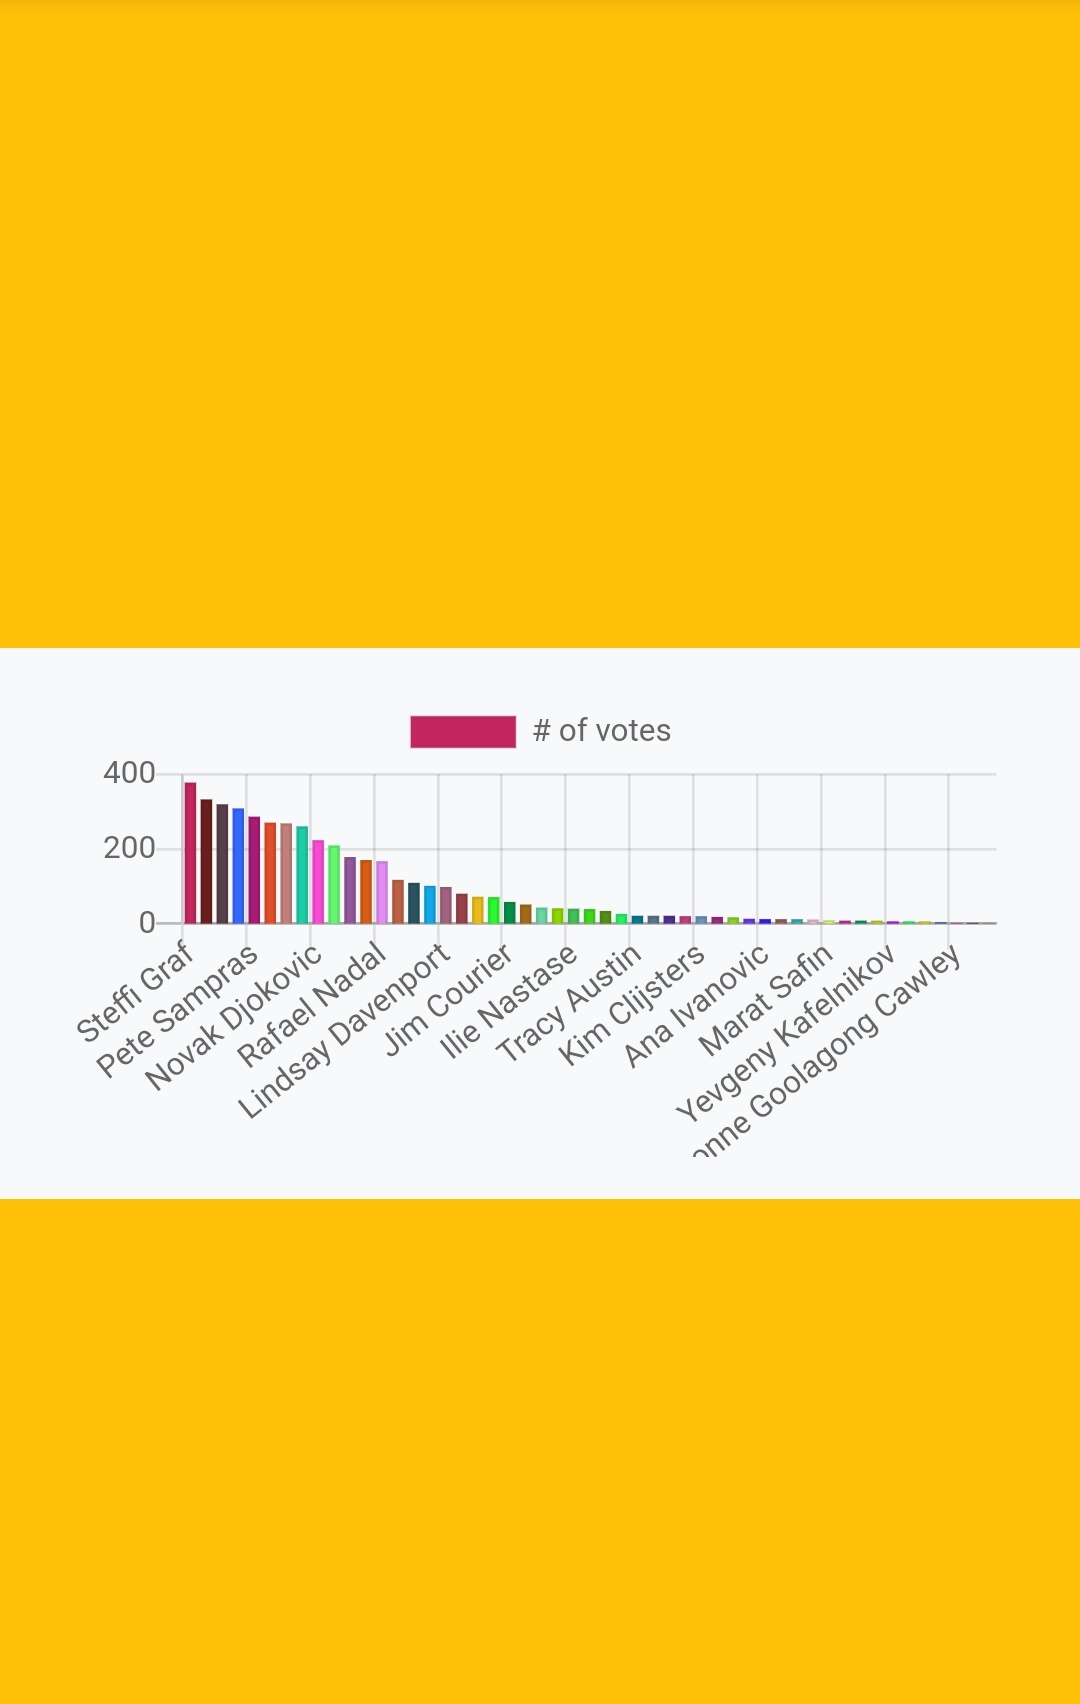 # of votes
400
200
0
Steffi Graf
Pete Sampras
Novak Djokovic
Rafael Nadal
Lindsay Davenport
Jim Courier
Ilie Nastase
Tracy Austin
Kim Clijsters
Ana Ivanovic
Marat Safin
Yevgeny Kafelnikov
onne Goolagong Cawley